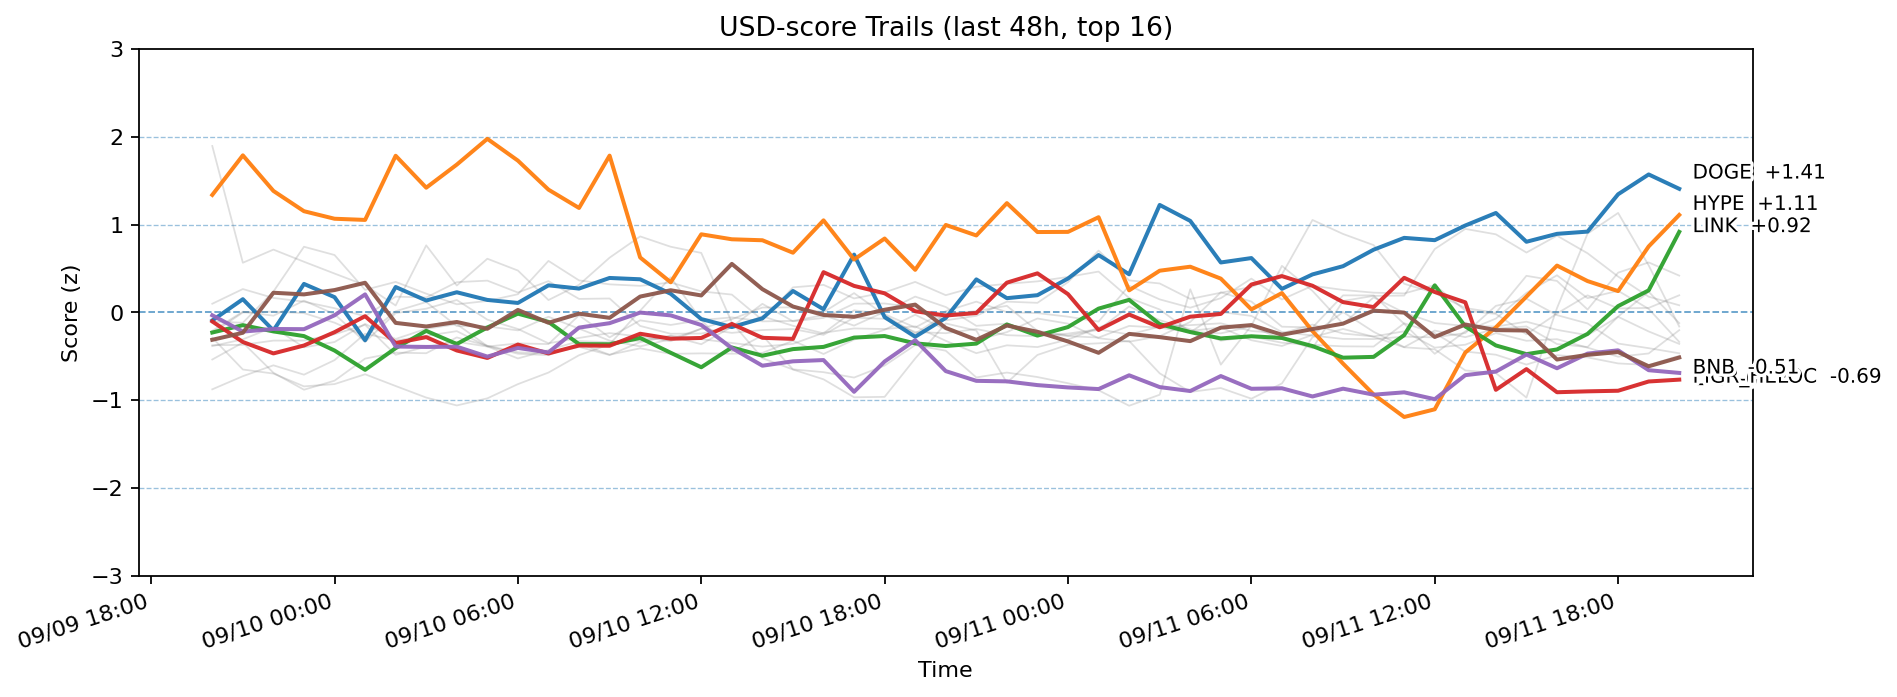 USD-score Trails (last 48h, top 16)
Score (z)
3
2
1
0
−1
−2
−3
DOGE +1.41
HYPE +1.11
LINK +0.92
BNB -0.51
-0.69
09/09 18:00
09/10 00:00
09/10 06:00
09/10 12:00
09/10 18:00
09/11 00:00
09/11 06:00
09/11 12:00
09/11 18:00
Time